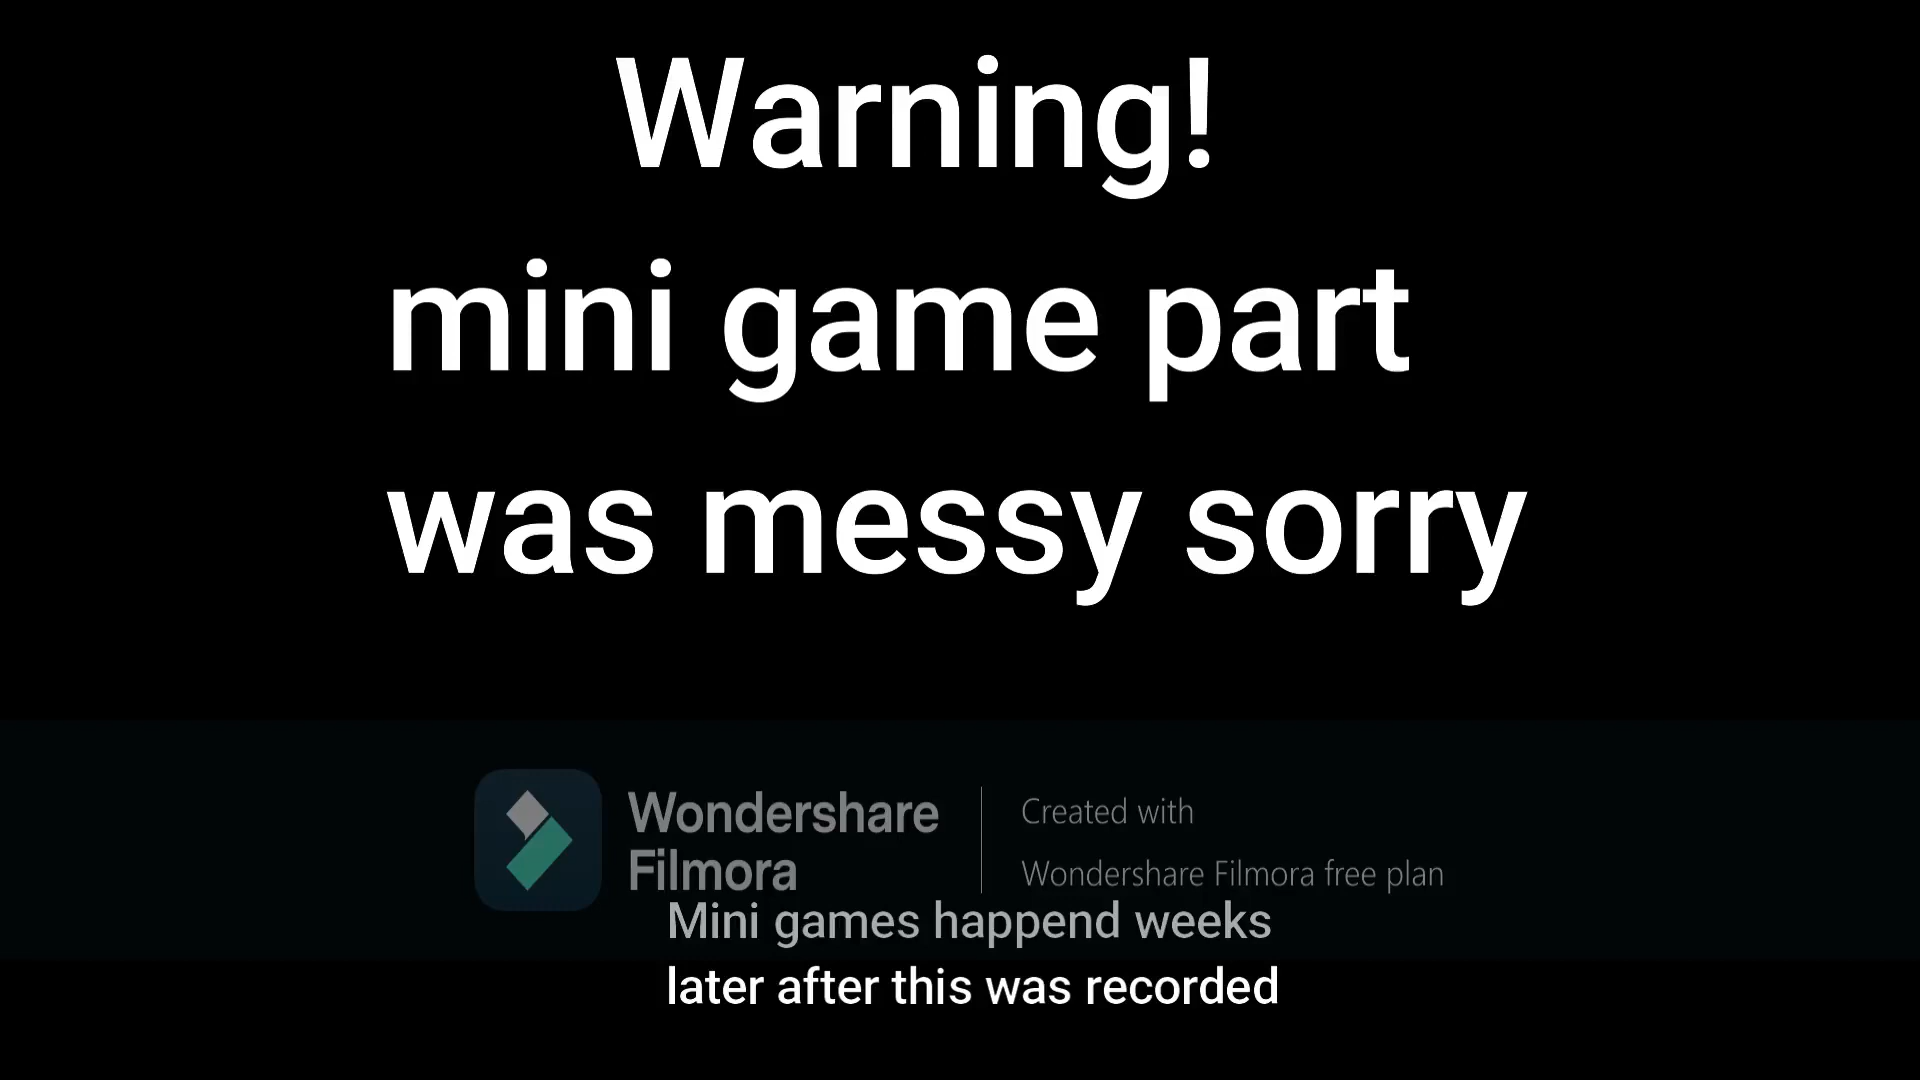 Warning!
mini game part
was messy sorry
Wondershare
Filmora
Created with
Wondershare Filmora free plan
Mini games happend weeks
later after this was recorded